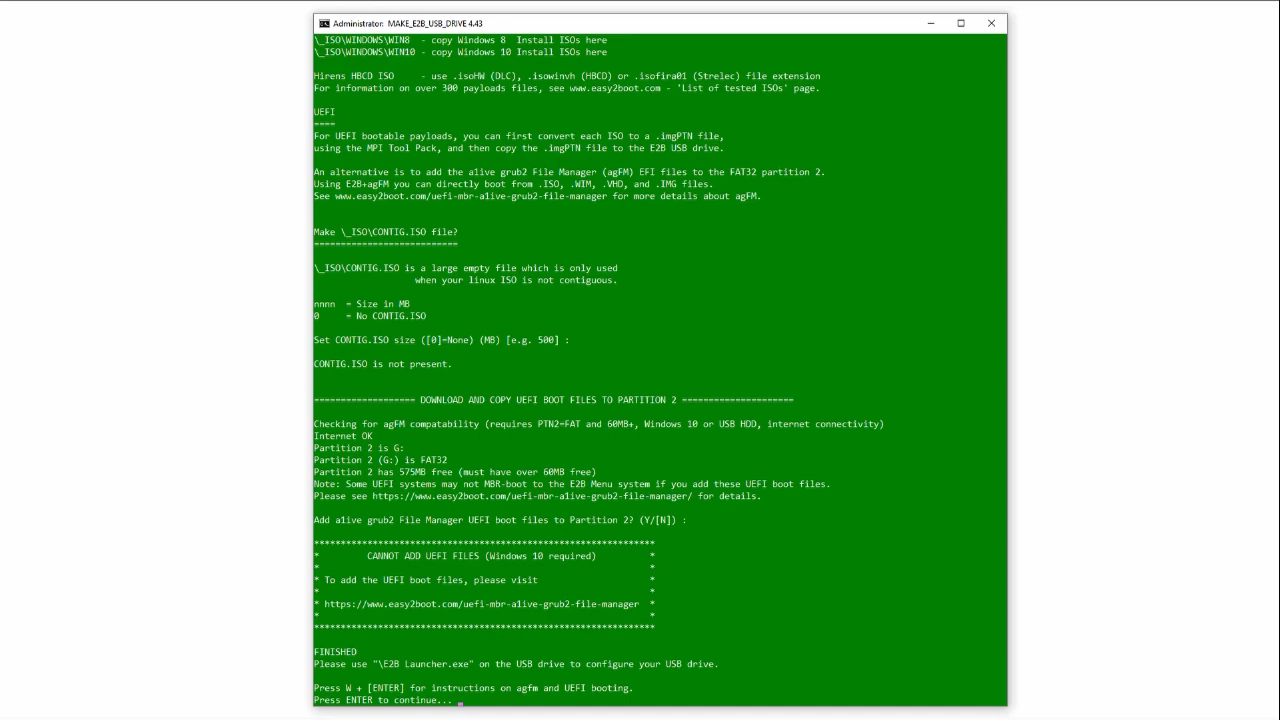 Administrator: MAKE_E2B_USB_DRIVE 4.43
\_ISO\WINDOWS\WIN8  - copy Windows 8  Install ISOs here
\_ISO\WINDOWS\WIN10 - copy Windows 10 Install ISOs here
Hirens HBCD ISO     - use .isoHW (DLC), .isowinvh (HBCD) or .isofira01 (Strelec) file extension
For information on over 300 payloads files, see www.easy2boot.com - 'List of tested ISOs' page.
UEFI
====
For UEFI bootable payloads, you can first convert each ISO to a .imgPTN file,
using the MPI Tool Pack, and then copy the .imgPTN file to the E2B USB drive.
An alternative is to add the a1ive grub2 File Manager (agFM) EFI files to the FAT32 partition 2.
Using E2B+agFM you can directly boot from .ISO, .WIM, .VHD, and .IMG files.
See www.easy2boot.com/uefi-mbr-a1ive-grub2-file-manager for more details about agFM.
Make \_ISO\CONTIG.ISO file?
===========================
\_ISO\CONTIG.ISO is a large empty file which is only used
when your linux ISO is not contiguous.
nnnn  = Size in MB
0     = No CONTIG.ISO
Set CONTIG.ISO size ([0]=None) (MB) [e.g. 500] :
CONTIG.ISO is not present.
=================== DOWNLOAD AND COPY UEFI BOOT FILES TO PARTITION 2 =====================
Checking for agFM compatability (requires PTN2=FAT and 60MB+, Windows 10 or USB HDD, internet connectivity)
Internet OK
Partition 2 is G:
Partition 2 (G:) is FAT32
Partition 2 has 575MB free (must have over 60MB free)
Note: Some UEFI systems may not MBR-boot to the E2B Menu system if you add these UEFI boot files.
Please see https://www.easy2boot.com/uefi-mbr-a1ive-grub2-file-manager/ for details.
Add a1ive grub2 File Manager UEFI boot files to Partition 2? (Y/[N]) :
****************************************************************
*         CANNOT ADD UEFI FILES (Windows 10 required)          *
*                                                              *
* To add the UEFI boot files, please visit                     *
*                                                              *
* https://www.easy2boot.com/uefi-mbr-a1ive-grub2-file-manager  *
*                                                              *
****************************************************************
FINISHED
Please use "\E2B Launcher.exe" on the USB drive to configure your USB drive.
Press W + [ENTER] for instructions on agfm and UEFI booting.
Press ENTER to continue...